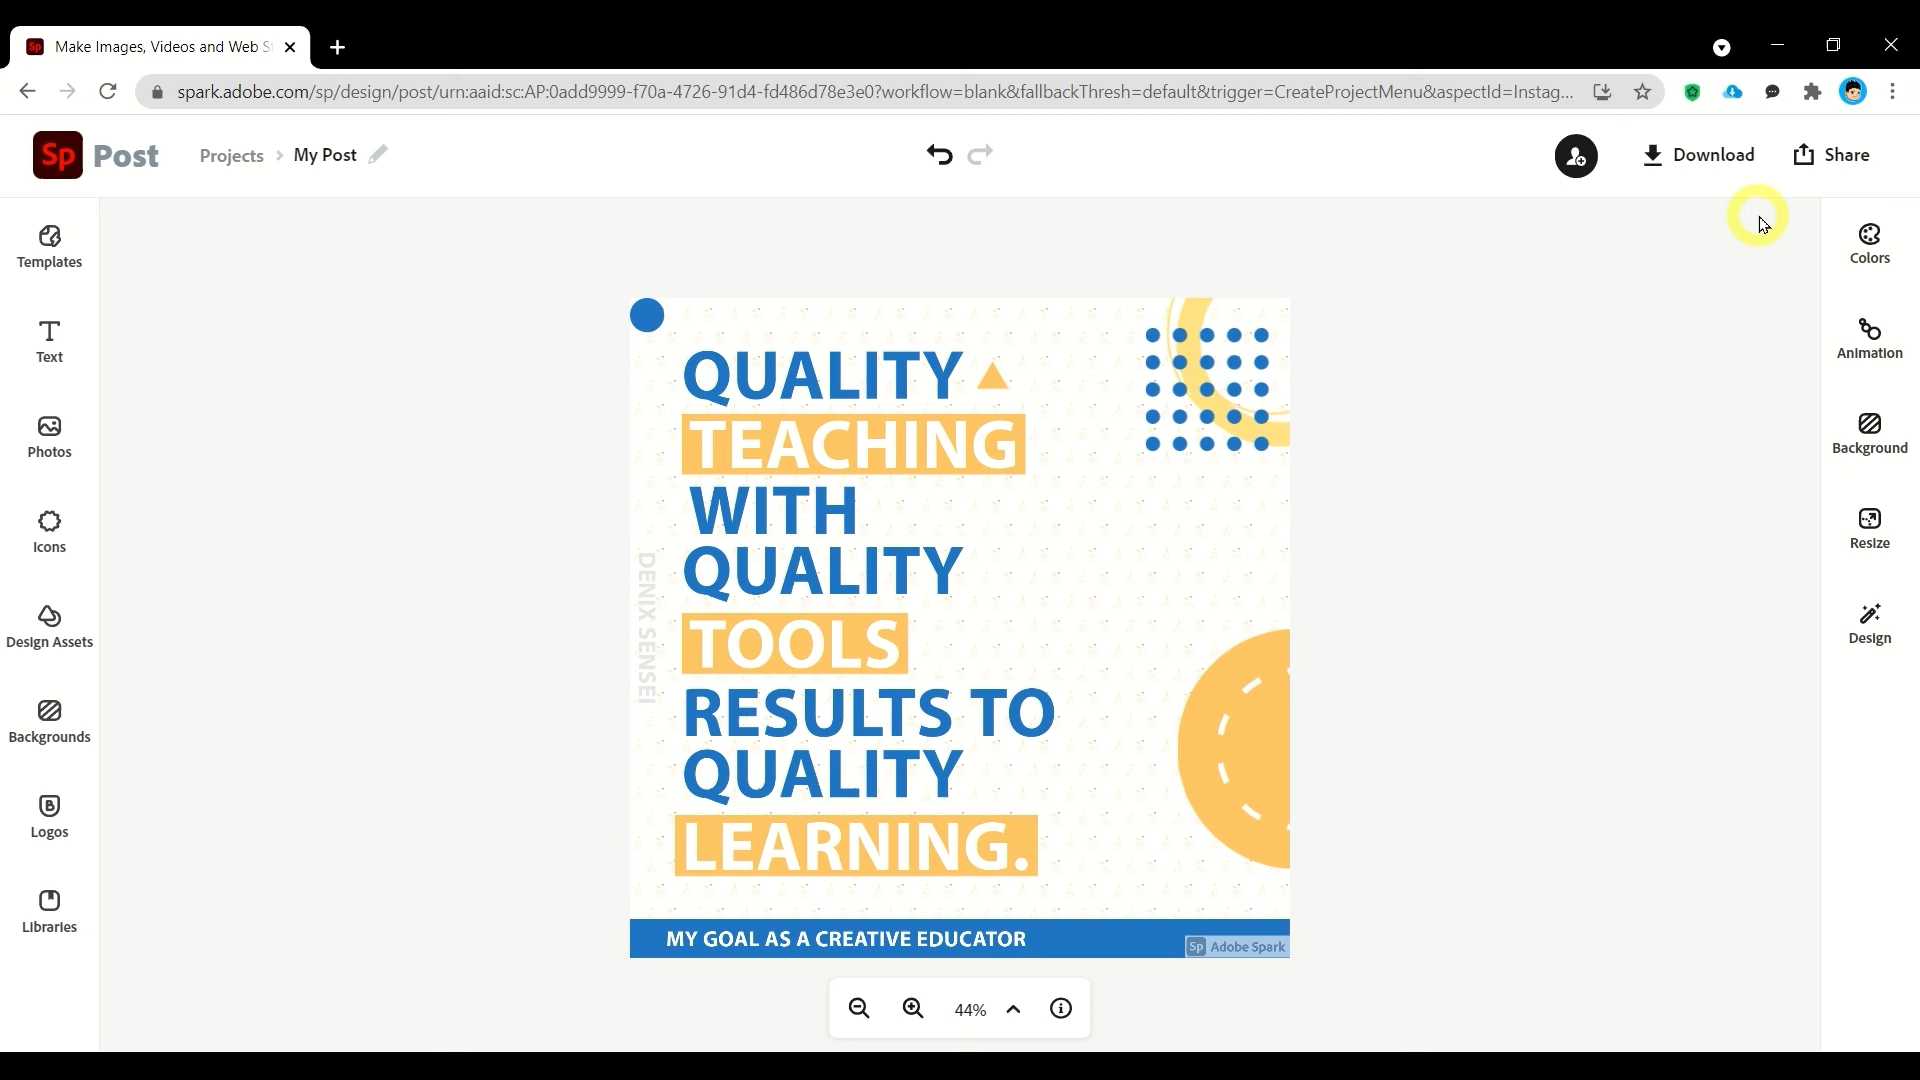 Sp Make Images, Videos and Web St
spark.adobe.com/sp/design/post/urn:aaid:sc:AP:0add9999-f70a-4726-91d4-fd486d78e3e0?workflow=blank&fallbackThresh=default&trigger=CreateProjectMenu&aspectId=Instag...
Sp Post Projects > My Post Download Share
Templates
Text
Photos
Icons
Design Assets
Backgrounds
Logos
Libraries
QUALITY
TEACHING
WITH
QUALITY
TOOLS
RESULTS TO
QUALITY
LEARNING.
DENIX SENSEI
MY GOAL AS A CREATIVE EDUCATOR
Sp Adobe Spark
44%
Colors
Animation
Background
Resize
Design